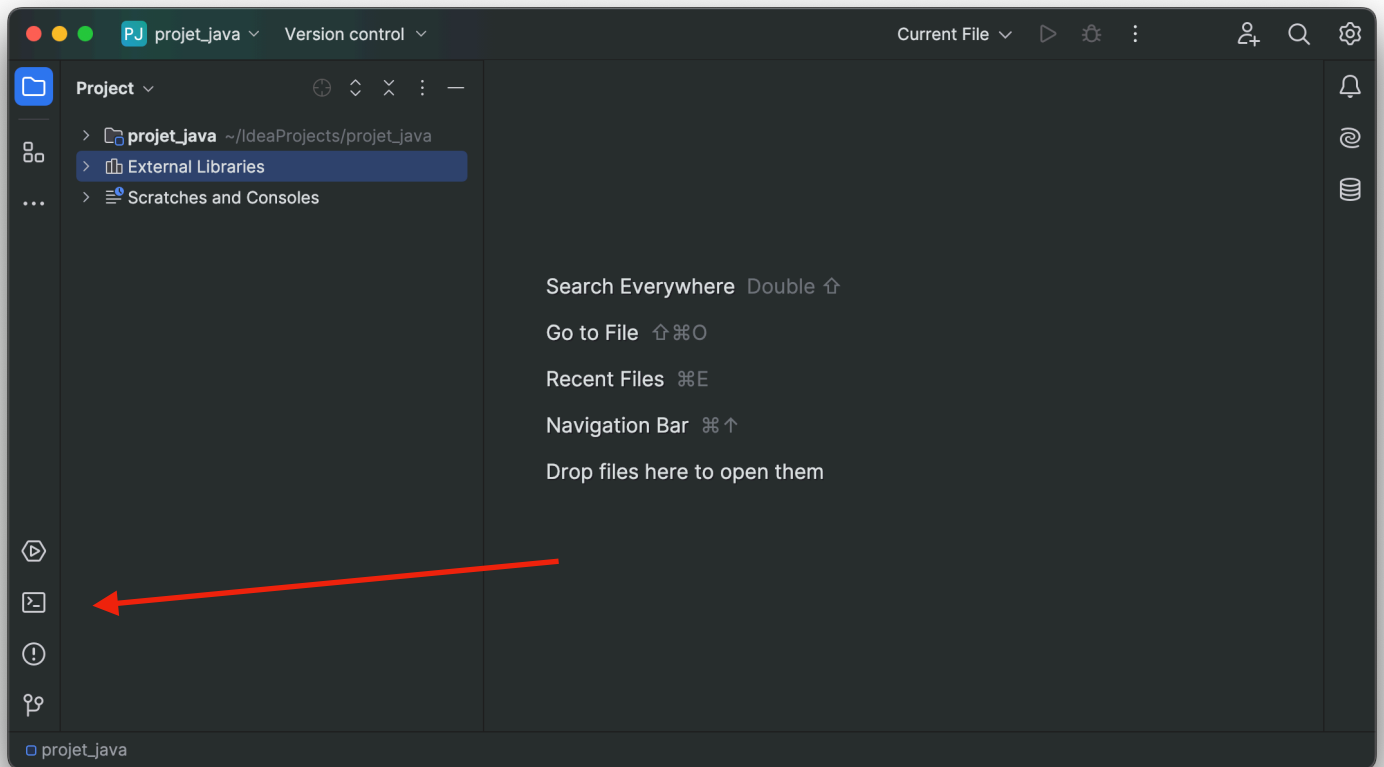 PJ projet_java Version control Current File
Project
projet_java ~/IdeaProjects/projet_java
External Libraries
Scratches and Consoles
Search Everywhere Double ⇧
Go to File ⇧⌘O
Recent Files ⌘E
Navigation Bar ⌘↑
Drop files here to open them
projet_java